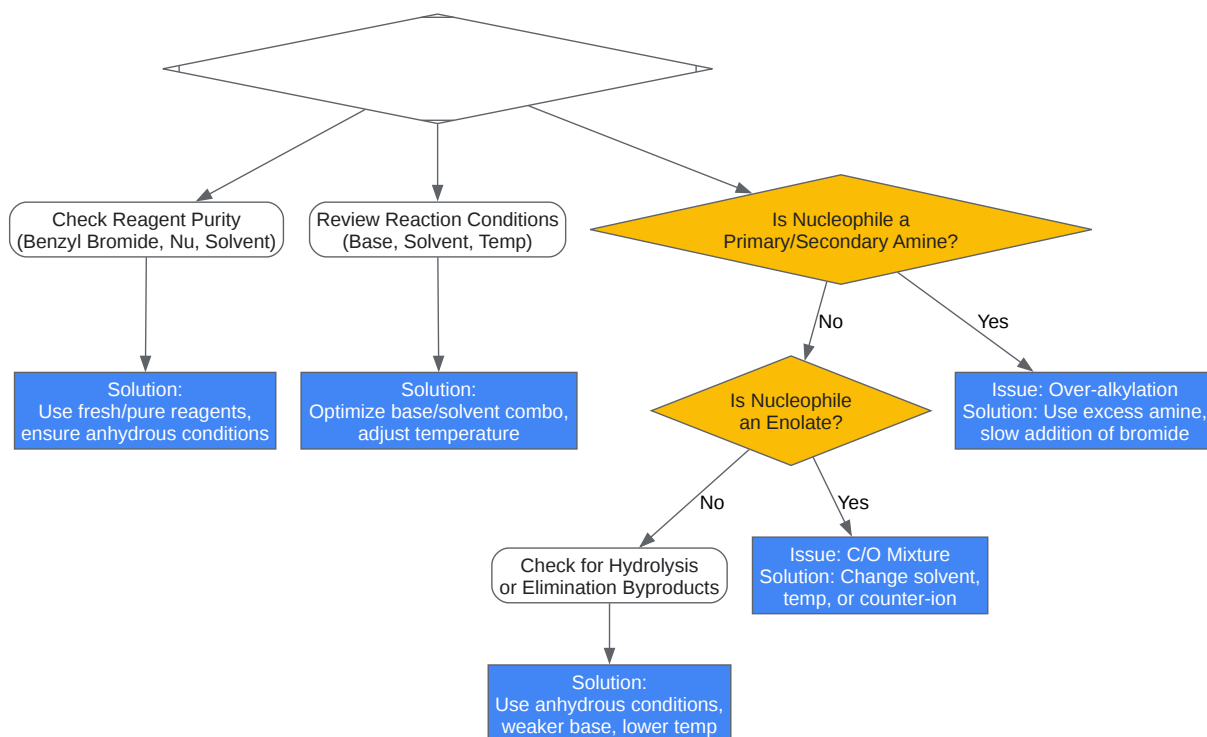 Check Reagent Purity
(Benzyl Bromide, Nu, Solvent)
Review Reaction Conditions
(Base, Solvent, Temp)
Is Nucleophile a
Primary/Secondary Amine?
No
Yes
Solution:
Use fresh/pure reagents,
ensure anhydrous conditions
Solution:
Optimize base/solvent combo,
adjust temperature
Is Nucleophile
an Enolate?
Issue: Over-alkylation
Solution: Use excess amine,
slow addition of bromide
No
Yes
Check for Hydrolysis
or Elimination Byproducts
Issue: C/O Mixture
Solution: Change solvent,
temp, or counter-ion
Solution:
Use anhydrous conditions,
weaker base, lower temp